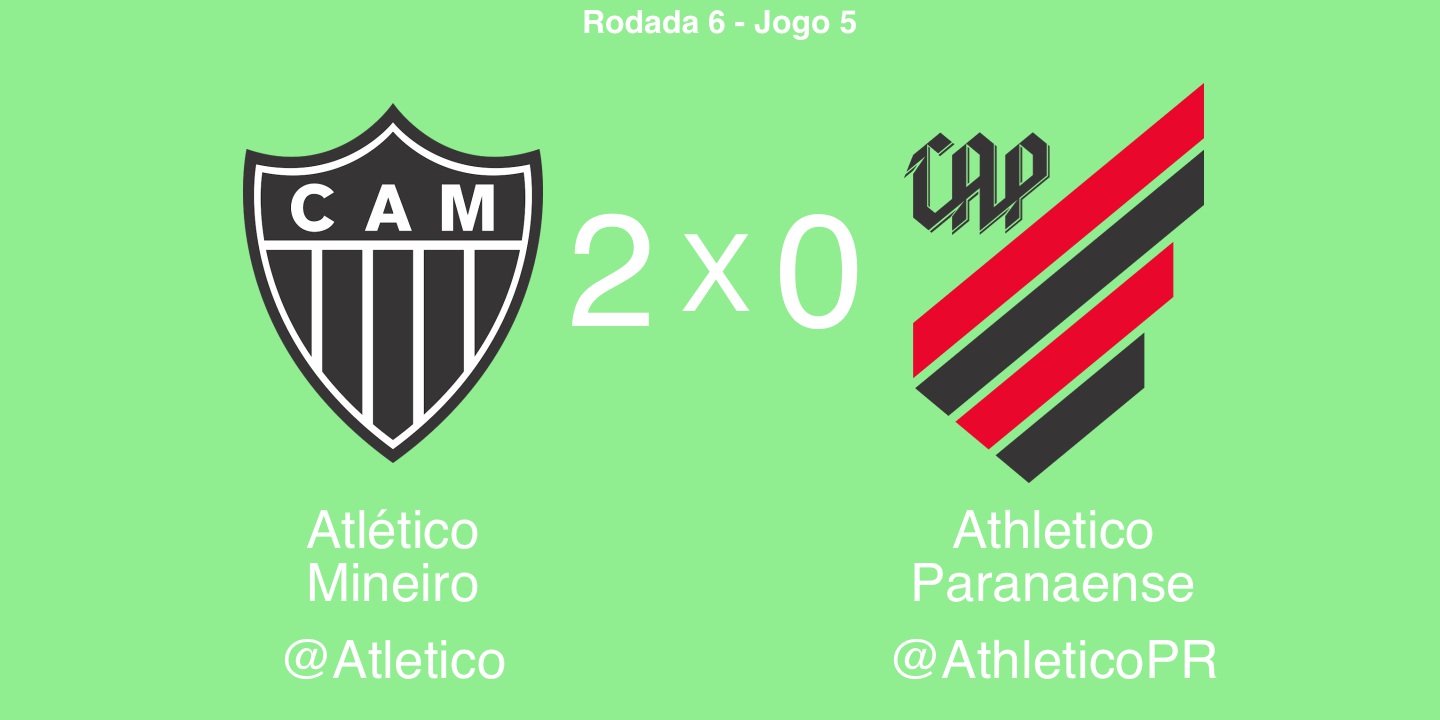 Rodada 6 - Jogo 5
CAM
CAP
2 X 0
Atlético
Mineiro
Athletico
Paranaense
@Atletico
@AthleticoPR